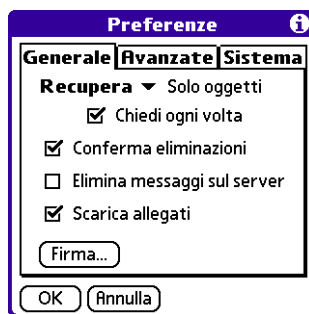 Preferenze
Generale Avanzate Sistema
Recupera Solo oggetti
Chiedi ogni volta
Conferma eliminazioni
Elimina messaggi sul server
Scarica allegati
Firma...
OK Annulla